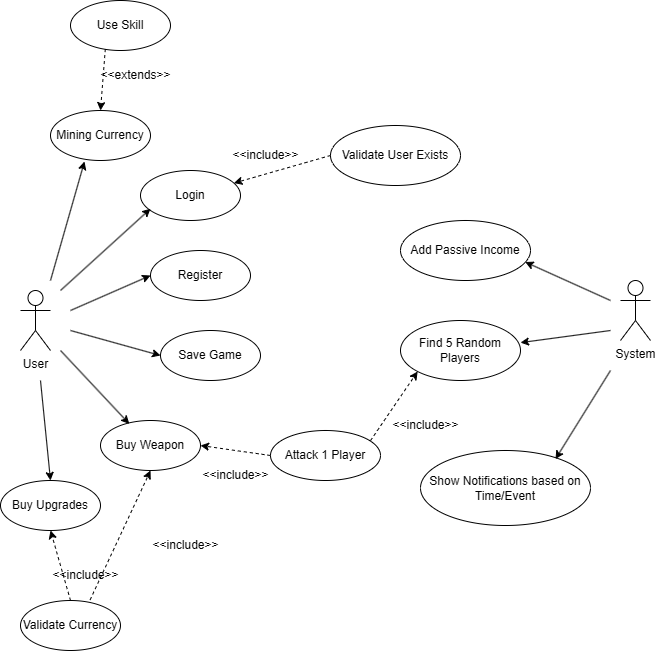 Use Skill
<<extends>>
Mining Currency
<<include>>
Validate User Exists
Login
Add Passive Income
Register
User
Save Game
Find 5 Random
Players
System
<<include>>
Buy Weapon
Attack 1 Player
<<include>>
Show Notifications based on
Time/Event
Buy Upgrades
<<include>>
<<include>>
Validate Currency